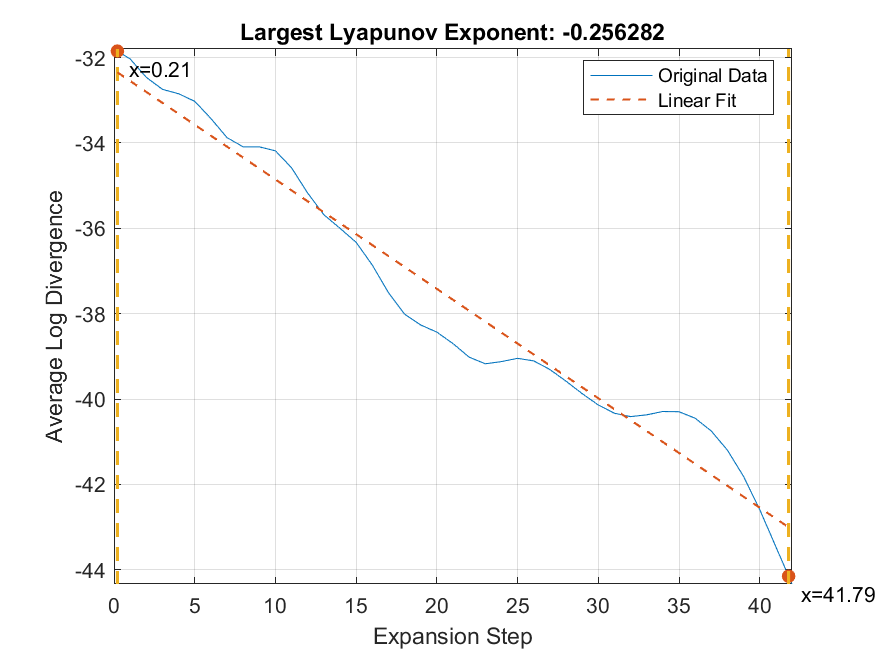 Largest Lyapunov Exponent: -0.256282
-32
x=0.21
Original Data
Linear Fit
-34
-36
-38
-40
-42
-44
Average Log Divergence
x=41.79
0 5 10 15 20 25 30 35 40
Expansion Step